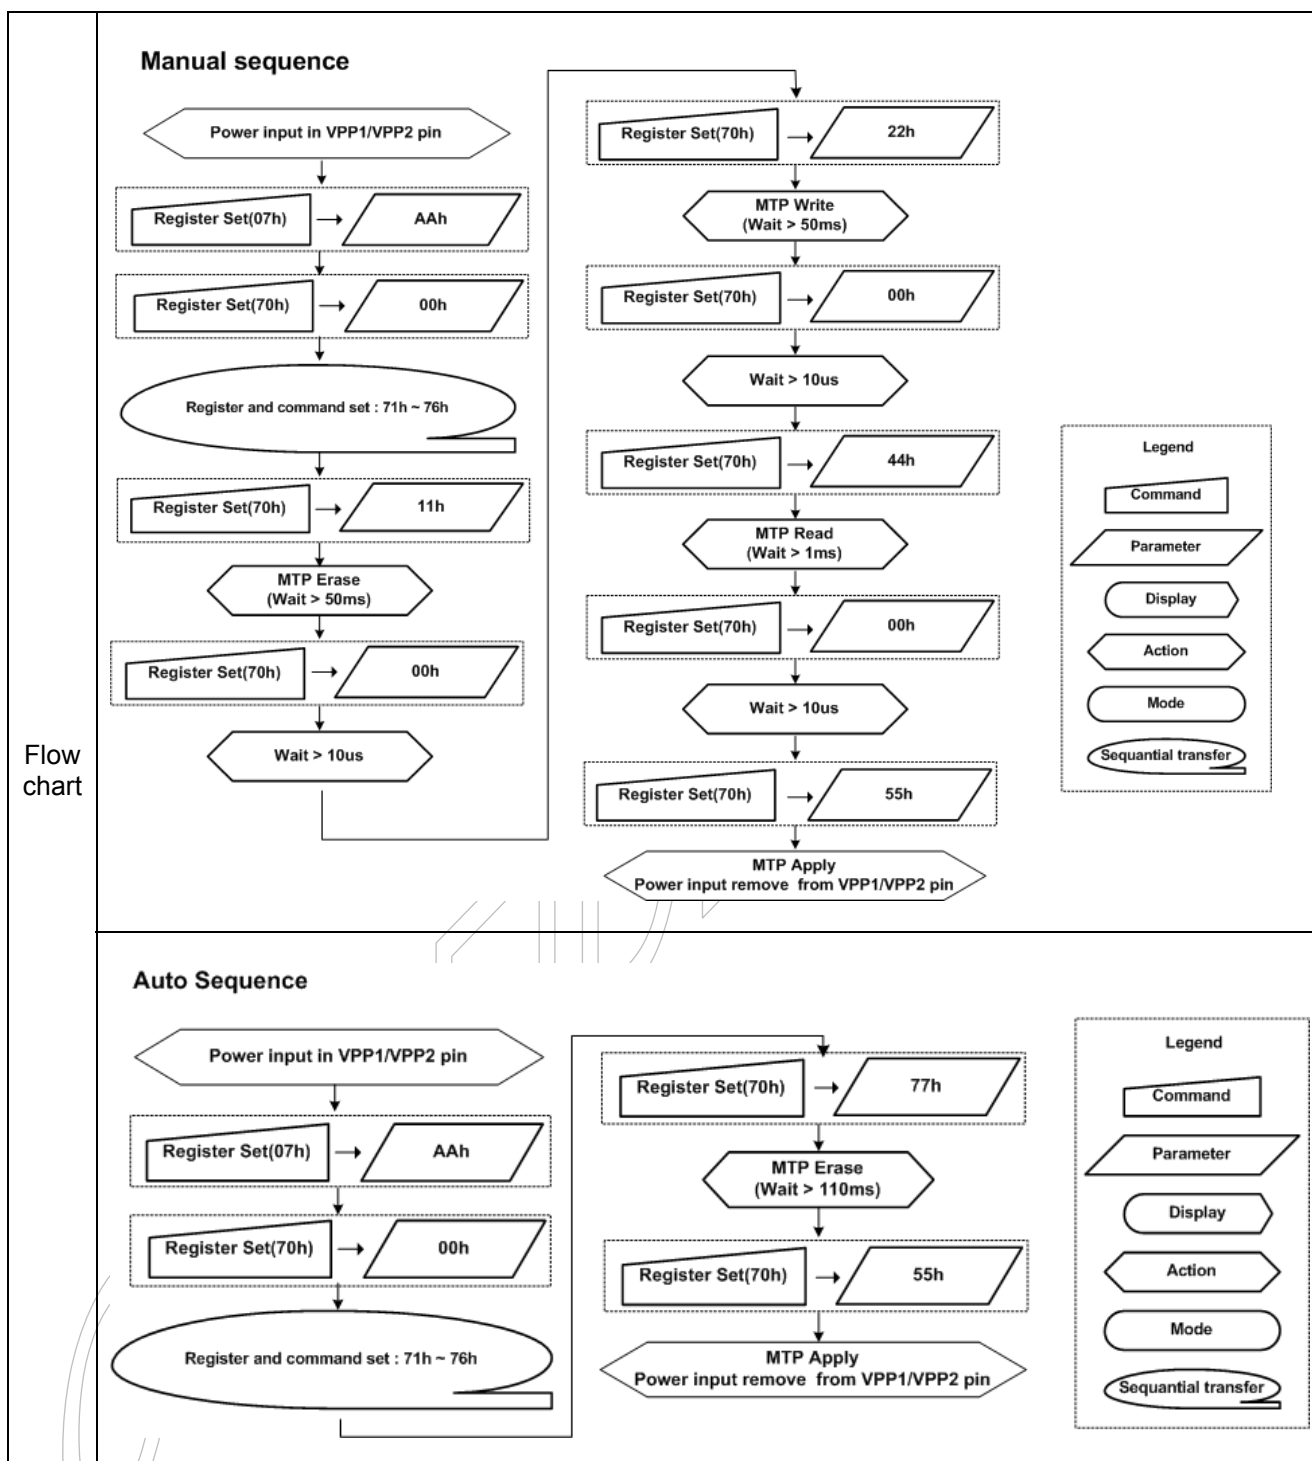 Flow
chart
Manual sequence
Power input in VPP1/VPP2 pin
Register Set(07h)
AAh
Register Set(70h)
00h
Register and command set : 71h ~ 76h
Register Set(70h)
11h
MTP Erase
(Wait > 50ms)
Register Set(70h)
00h
Wait > 10us
Register Set(70h)
22h
MTP Write
(Wait > 50ms)
Register Set(70h)
00h
Wait > 10us
Register Set(70h)
44h
MTP Read
(Wait > 1ms)
Register Set(70h)
00h
Wait > 10us
Register Set(70h)
55h
MTP Apply
Power input remove from VPP1/VPP2 pin
Legend
Command
Parameter
Display
Action
Mode
Sequantial transfer
Auto Sequence
Power input in VPP1/VPP2 pin
Register Set(07h)
AAh
Register Set(70h)
00h
Register and command set : 71h ~ 76h
Register Set(70h)
77h
MTP Erase
(Wait > 110ms)
Register Set(70h)
55h
MTP Apply
Power input remove from VPP1/VPP2 pin
Legend
Command
Parameter
Display
Action
Mode
Sequantial transfer